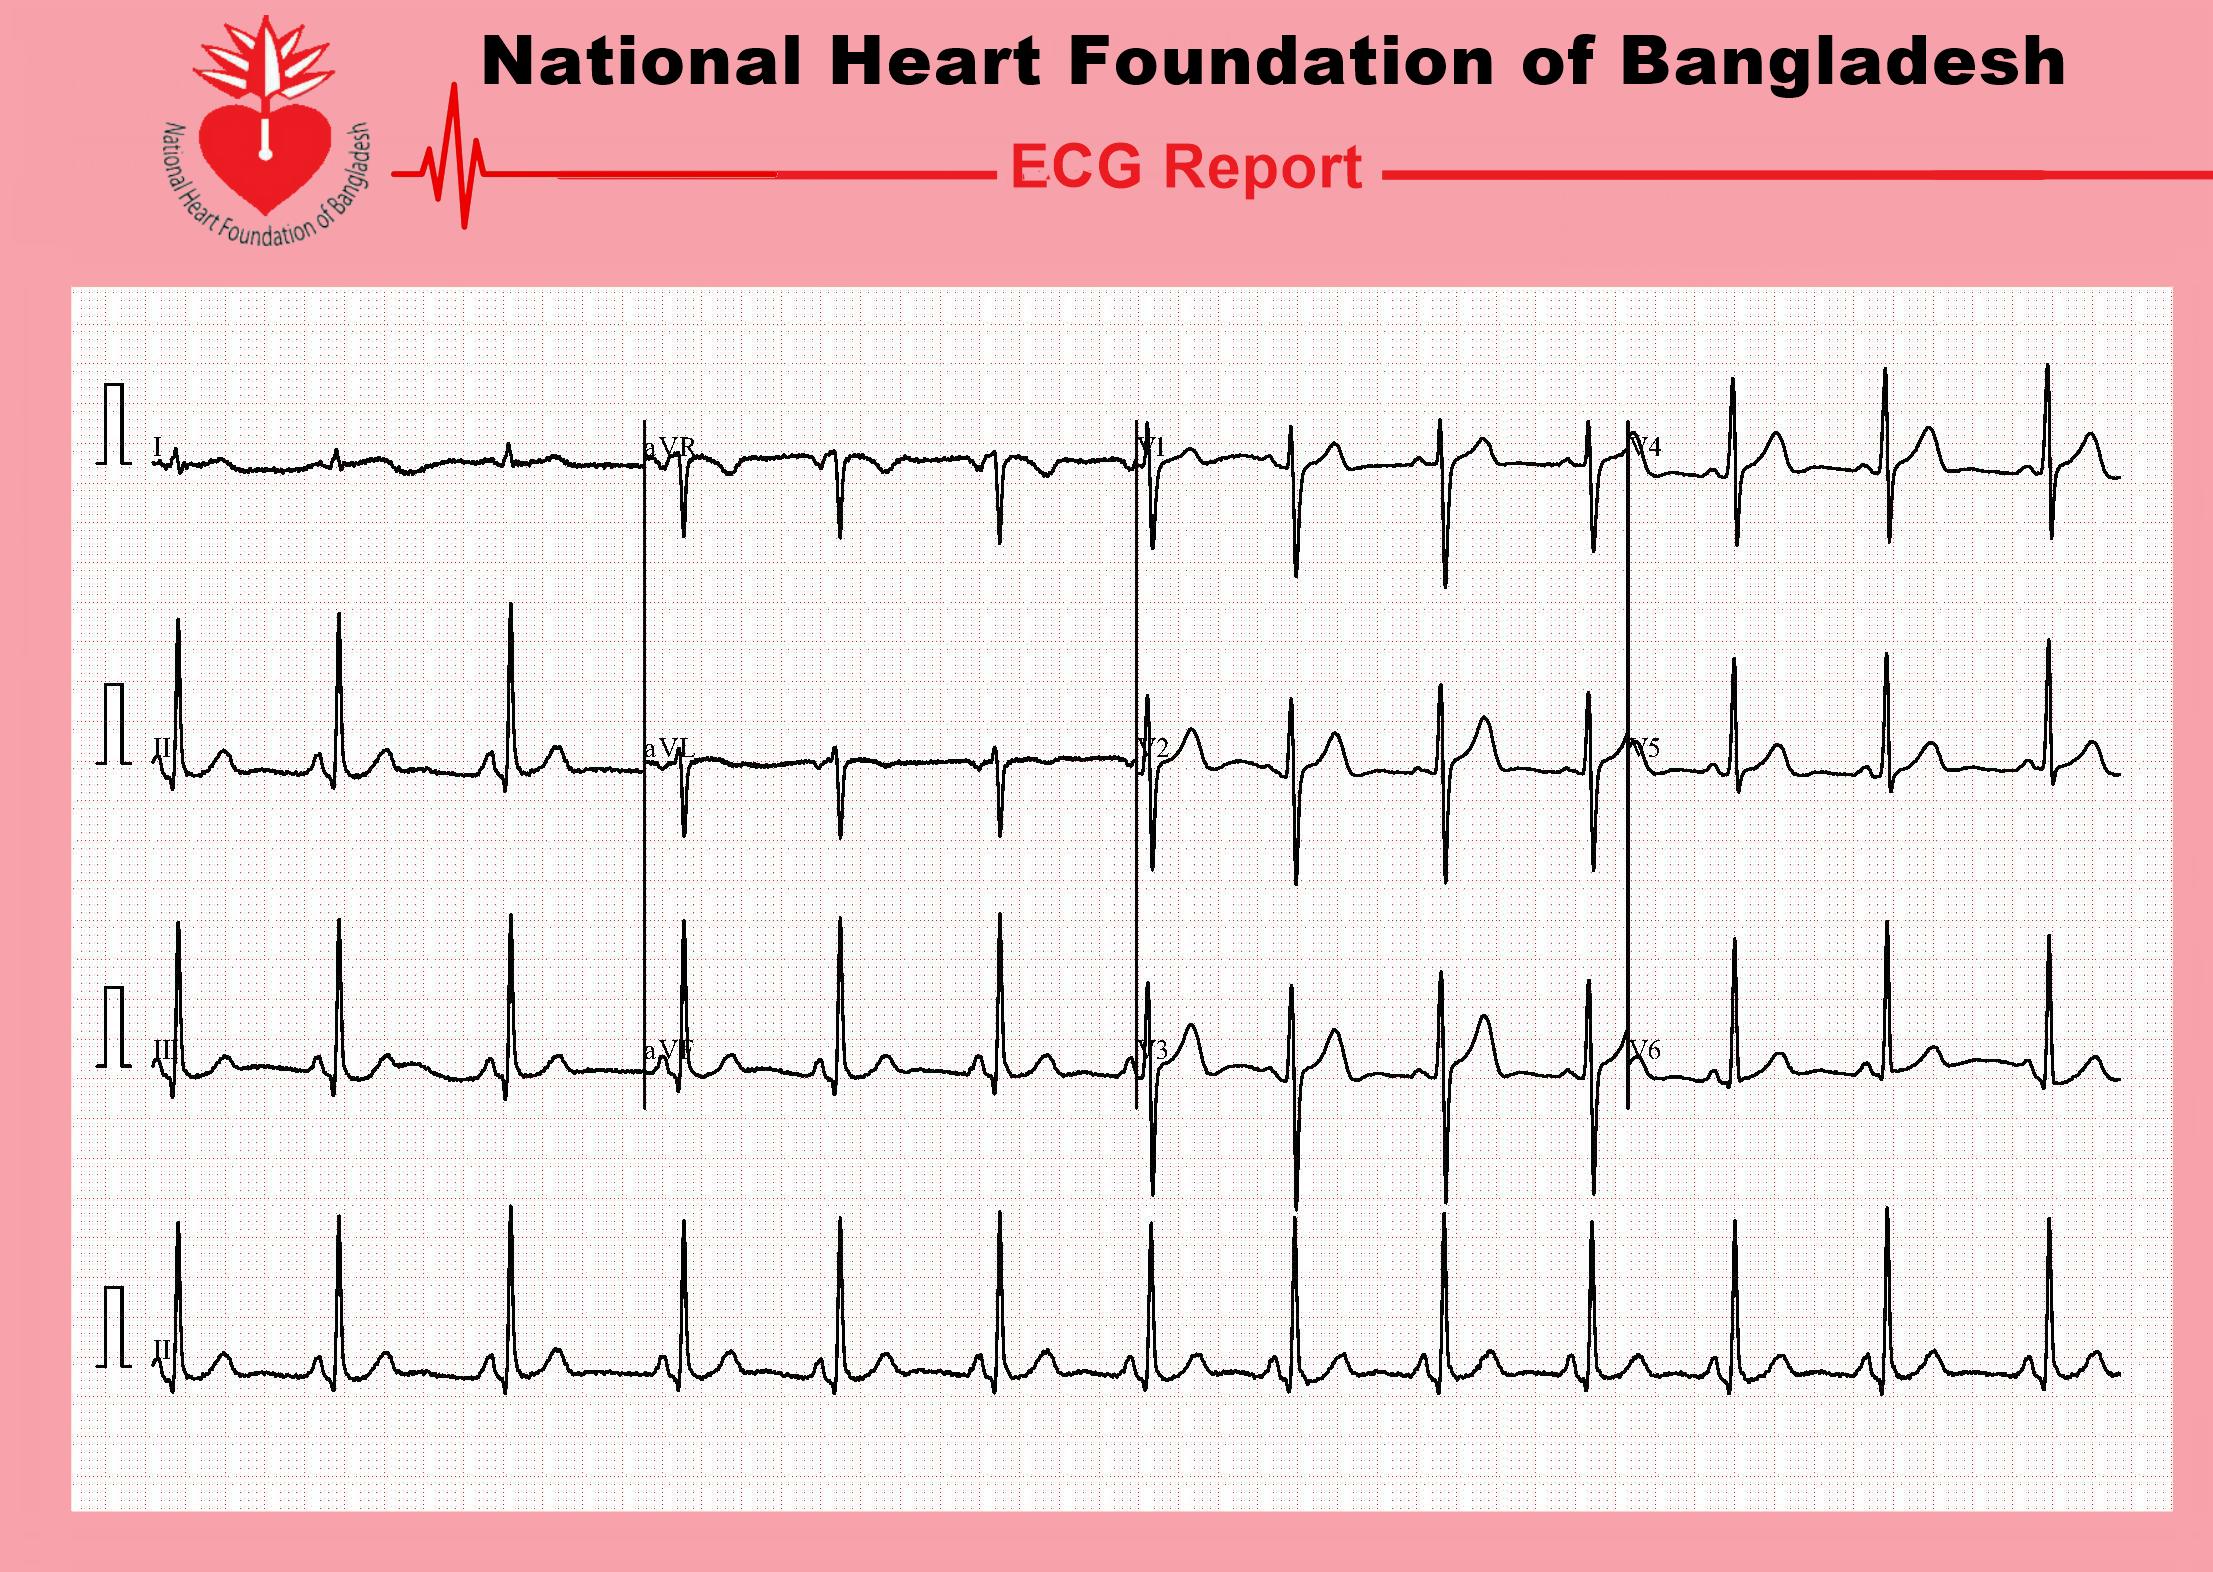 National Heart Foundation of Bangladesh
National Heart Foundation of Bangladesh
ECG Report
I
aVR
V1
V4
II
aVL
V2
V5
III
aVF
V3
V6
II